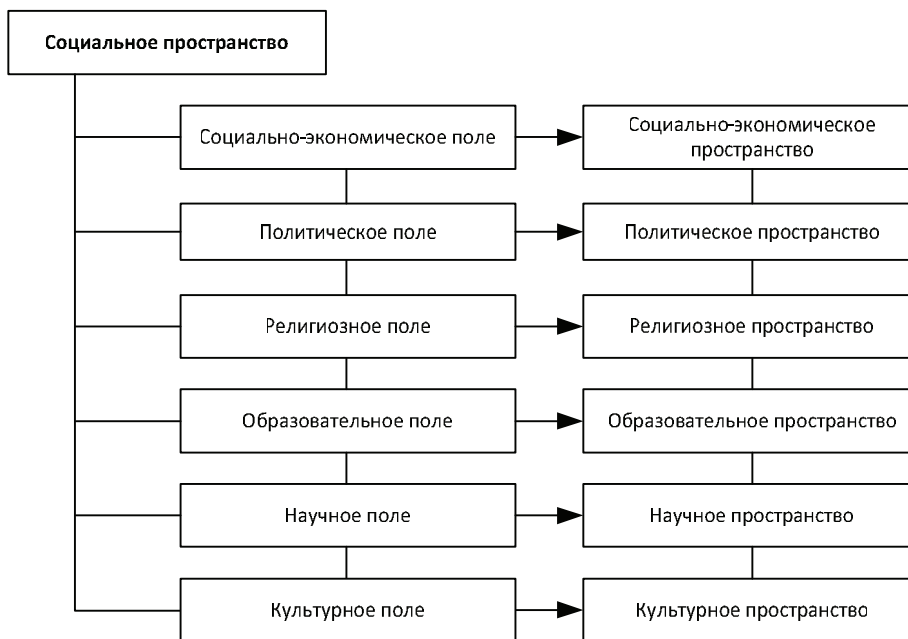 Социальное пространство
Социально-экономическое поле
Социально-экономическое
пространство
Политическое поле
Политическое пространство
Религиозное поле
Религиозное пространство
Образовательное поле
Образовательное пространство
Научное поле
Научное пространство
Культурное поле
Культурное пространство